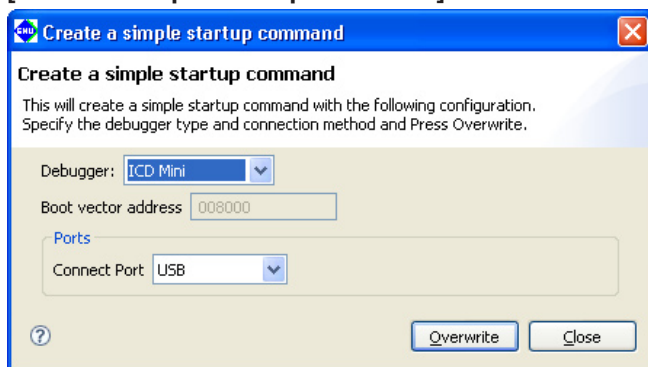 Create a simple startup command
Create a simple startup command
This will create a simple startup command with the following configuration.
Specify the debugger type and connection method and Press Overwrite.
Debugger: ICD Mini
Boot vector address 008000
Ports
Connect Port USB
Overwrite Close